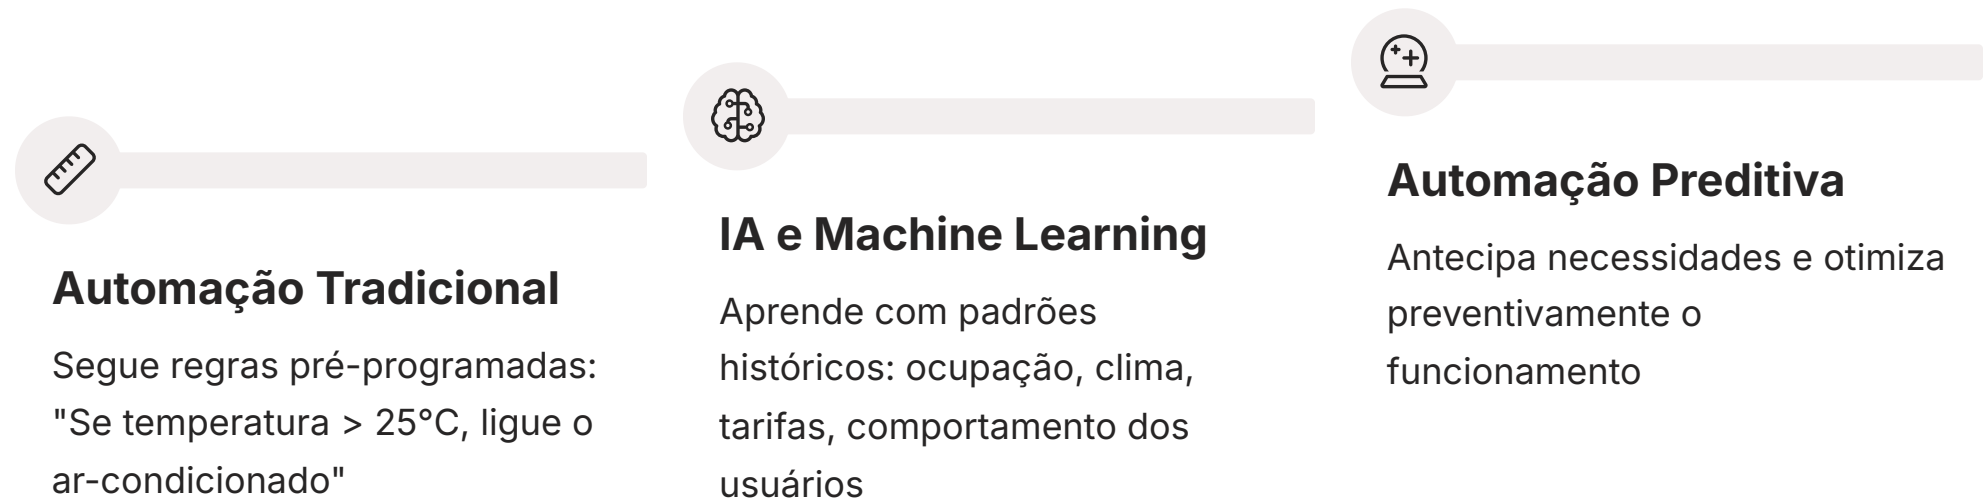 Automação Tradicional
Segue regras pré-programadas:
"Se temperatura > 25°C, ligue o
ar-condicionado"
IA e Machine Learning
Aprende com padrões
históricos: ocupação, clima,
tarifas, comportamento dos
usuários
Automação Preditiva
Antecipa necessidades e otimiza
preventivamente o
funcionamento